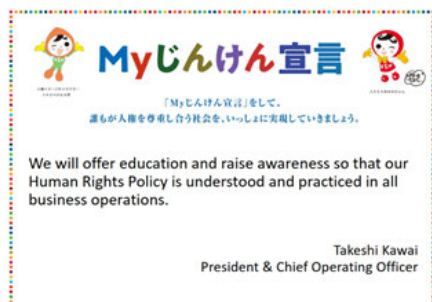 Myじんけん宣言
「Myじんけん宣言」をして、
誰もが人権を尊重し合う社会を、いっしょに実現していきましょう。
We will offer education and raise awareness so that our
Human Rights Policy is understood and practiced in all
business operations.
Takeshi Kawai
President & Chief Operating Officer